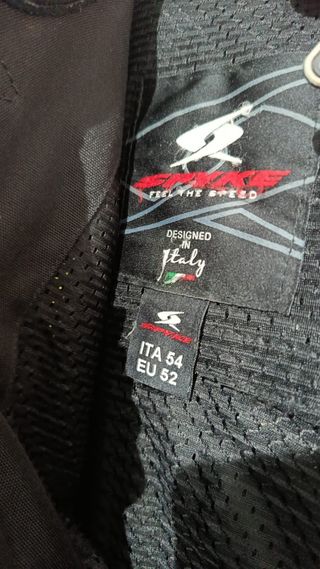 SPYKE
FEEL THE SPEED
DESIGNED
IN
Italy
SPYKE
ITA 54
EU 52